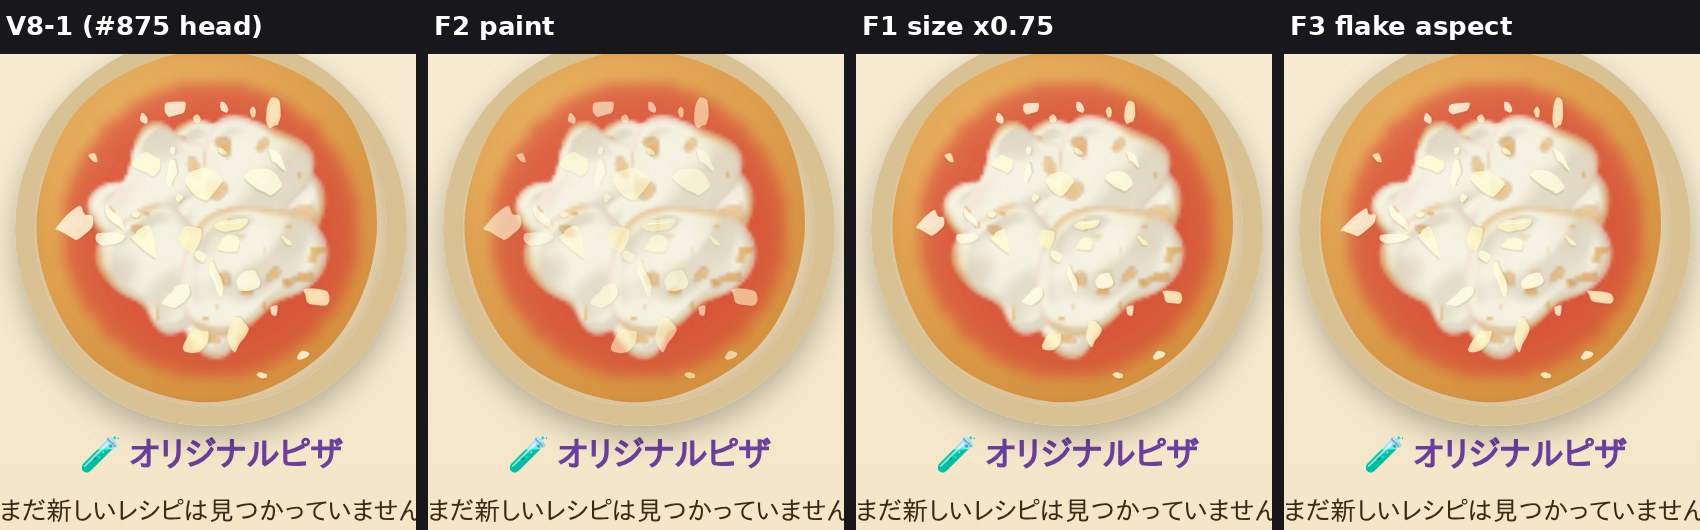 V8-1 (#875 head)
F2 paint
F1 size x0.75
F3 flake aspect
オリジナルピザ
オリジナルピザ
オリジナルピザ
オリジナルピザ
まだ新しいレシピは見つかっていません
まだ新しいレシピは見つかっていません
まだ新しいレシピは見つかっていません
まだ新しいレシピは見つかっていません